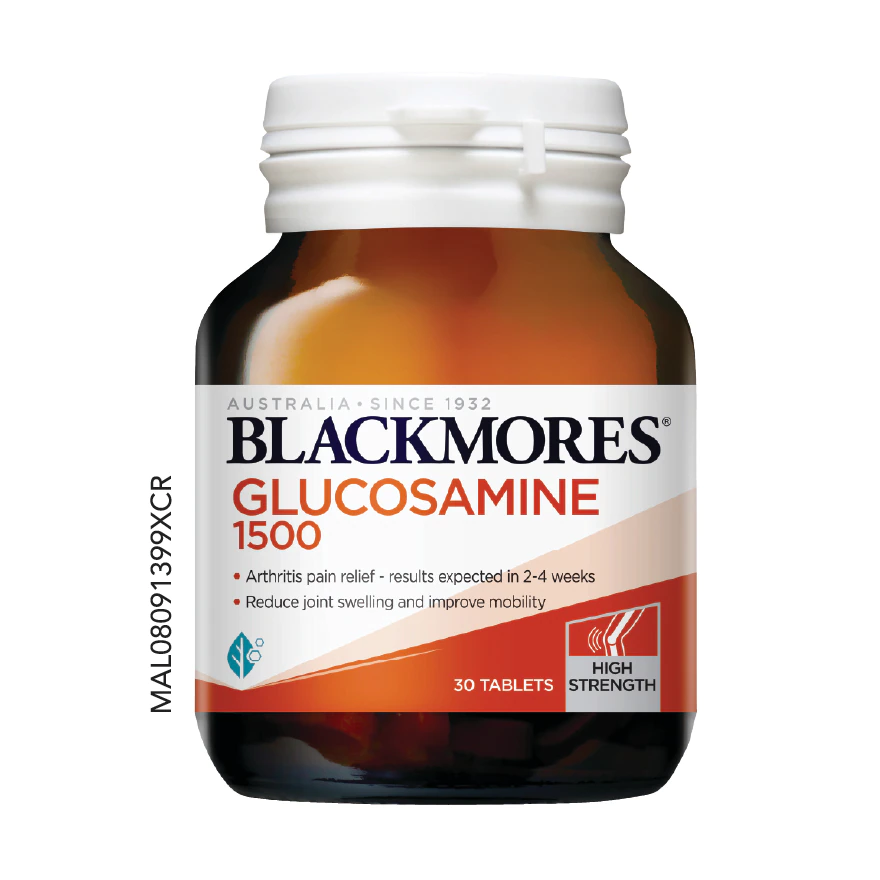 AUSTRALIA • SINCE 1932
BLACKMORES®
GLUCOSAMINE
1500
• Arthritis pain relief - results expected in 2-4 weeks
• Reduce joint swelling and improve mobility
30 TABLETS
HIGH
STRENGTH
MAL08091399XCR